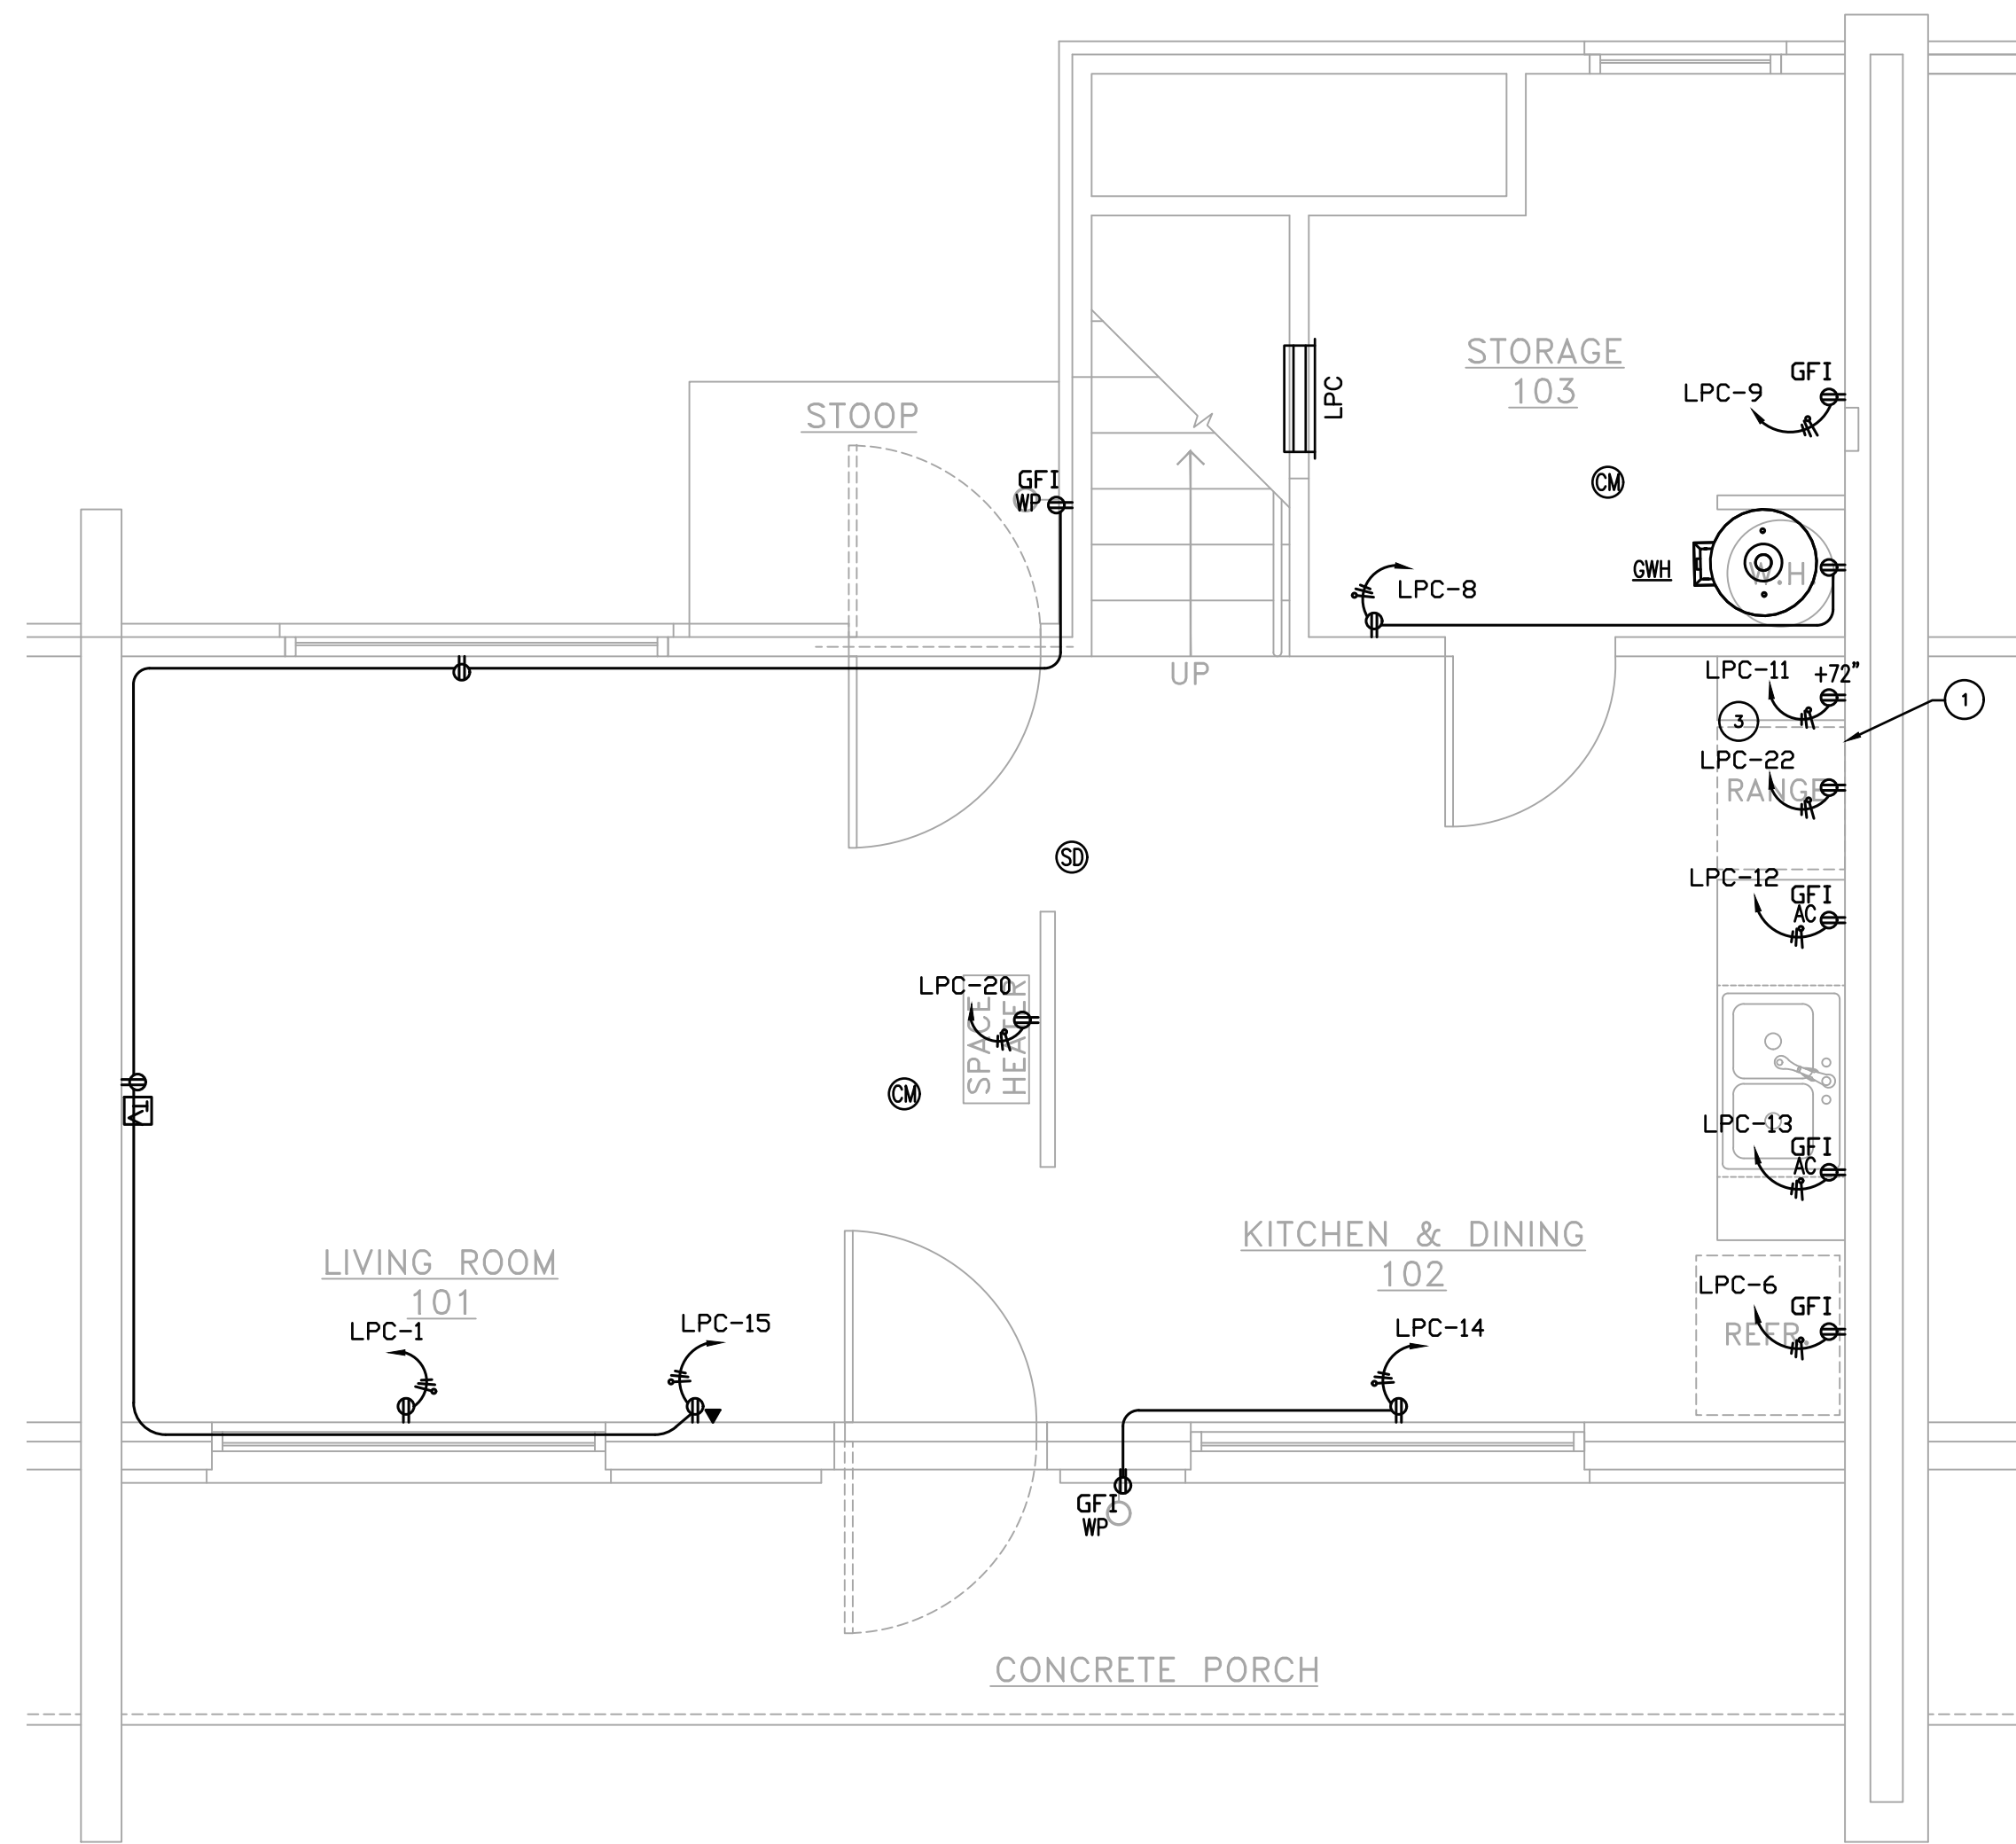 STORAGE
103
GFI
LPC-9
LPC
STOOP
GFI
WP
CM
GWH
W.H
LPC-8
UP
LPC-11
+72"
1
3
LPC-22
RANGE
SD
LPC-12
GFI
AC
LPC-20
SPACE
HEATER
CM
LPC-13
GFI
AC
KITCHEN & DINING
102
LIVING ROOM
101
LPC-6
GFI
REFR.
LPC-1
LPC-15
LPC-14
GFI
WP
CONCRETE PORCH